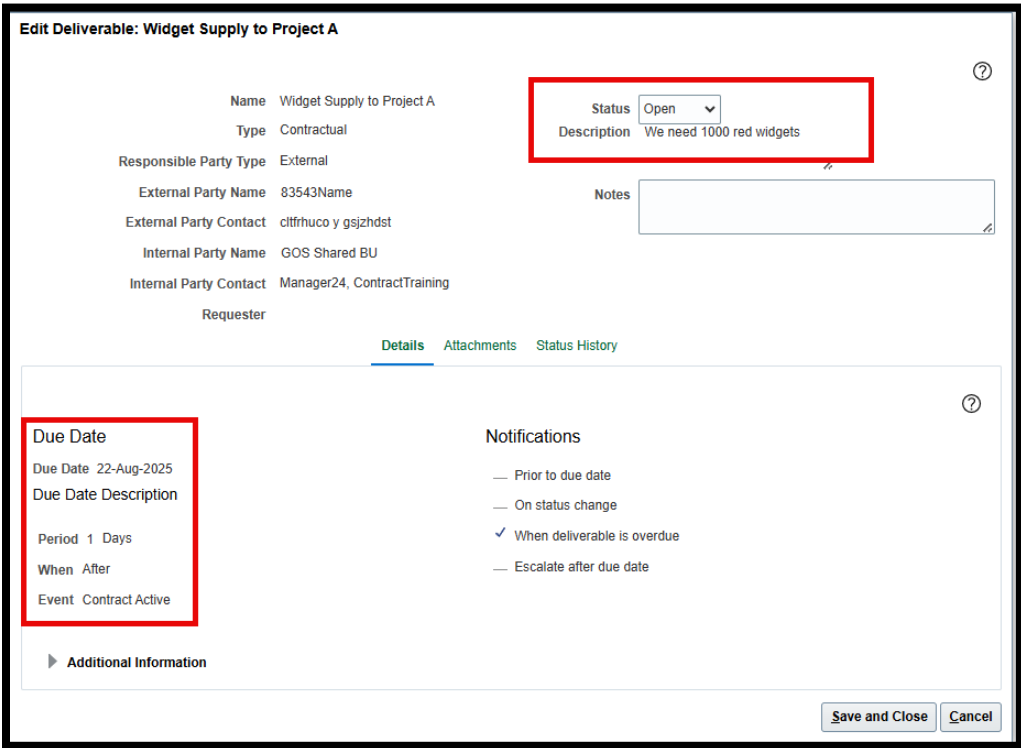 Edit Deliverable: Widget Supply to Project A
Name Widget Supply to Project A
Type Contractual
Responsible Party Type External
External Party Name 83543Name
External Party Contact cltfrhuco y gsjzhdst
Internal Party Name GOS Shared BU
Internal Party Contact Manager24, ContractTraining
Requester
Status Open
Description We need 1000 red widgets
Notes
Details Attachments Status History
Due Date
Due Date 22-Aug-2025
Due Date Description
Period 1 Days
When After
Event Contract Active
Notifications
Prior to due date
On status change
When deliverable is overdue
Escalate after due date
Additional Information
Save and Close Cancel